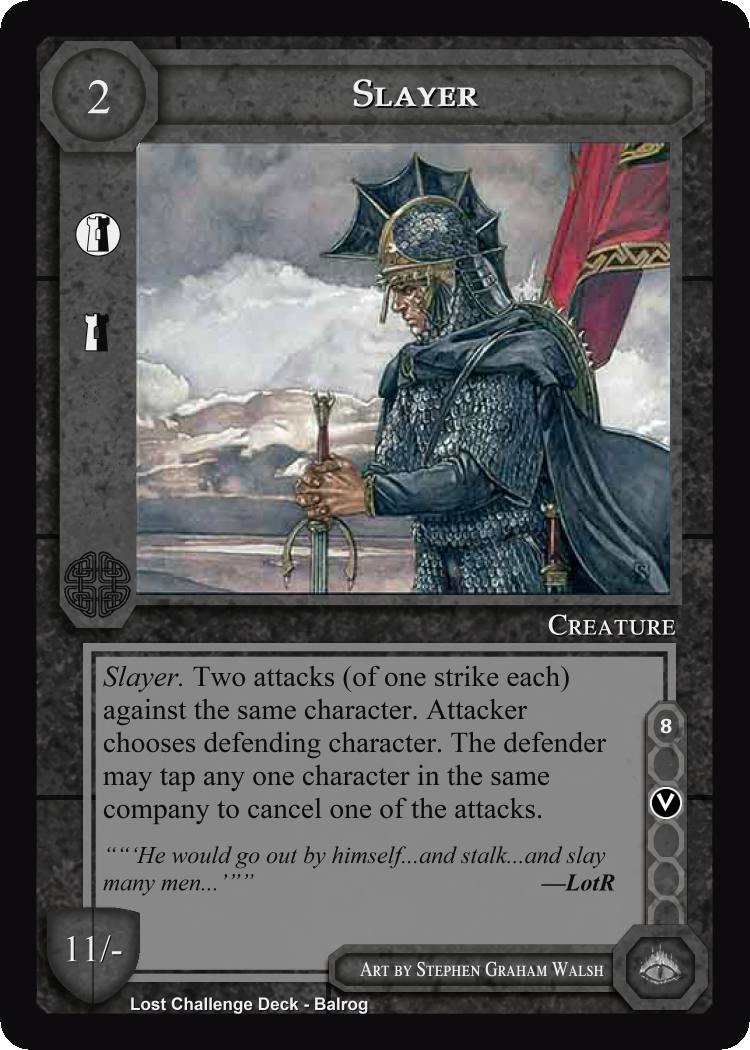 2
SLAYER
CREATURE
Slayer. Two attacks (of one strike each)
against the same character. Attacker
chooses defending character. The defender
may tap any one character in the same
company to cancel one of the attacks.
8
V
““‘He would go out by himself...and stalk...and slay
many men...’”” —LotR
11/-
ART BY STEPHEN GRAHAM WALSH
Lost Challenge Deck - Balrog